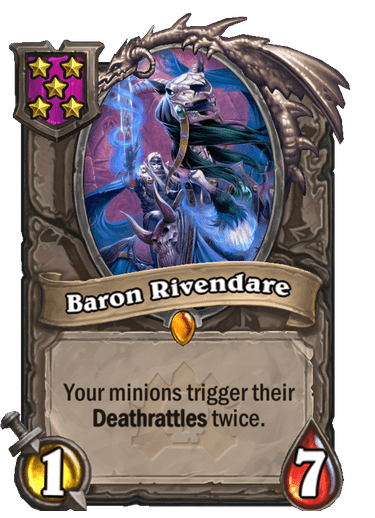 Baron Rivendare
Your minions trigger their
Deathrattles twice.
1
7